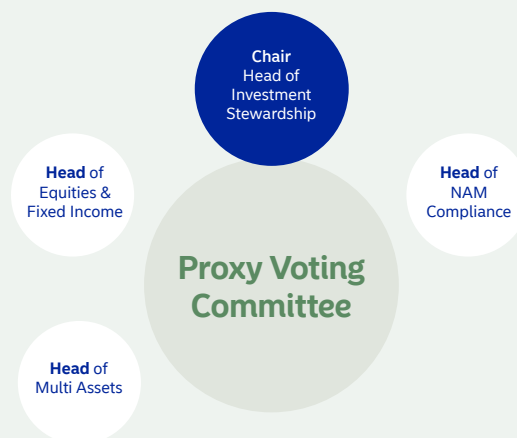 Chair
Head of
Investment
Stewardship
Head of
Equities &
Fixed Income
Head of
NAM
Compliance
Proxy Voting
Committee
Head of
Multi Assets